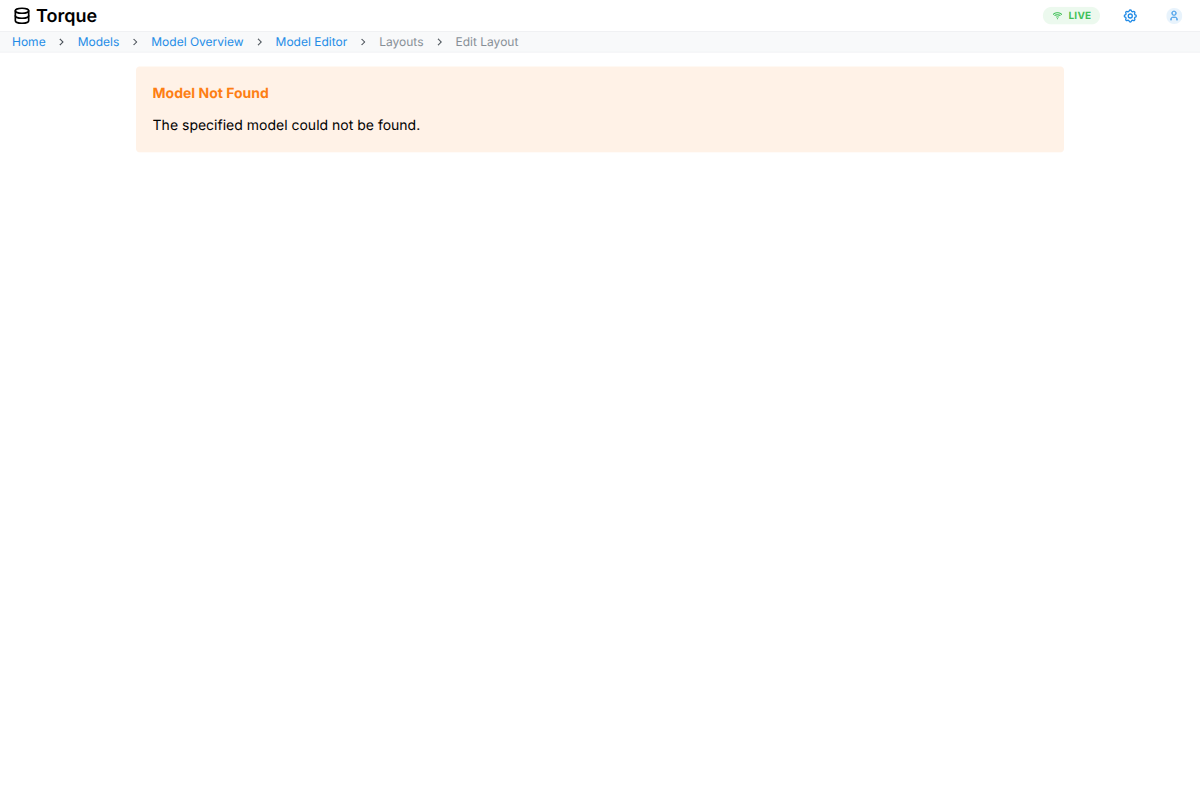 Torque
LIVE
Home > Models > Model Overview > Model Editor > Layouts > Edit Layout
Model Not Found
The specified model could not be found.